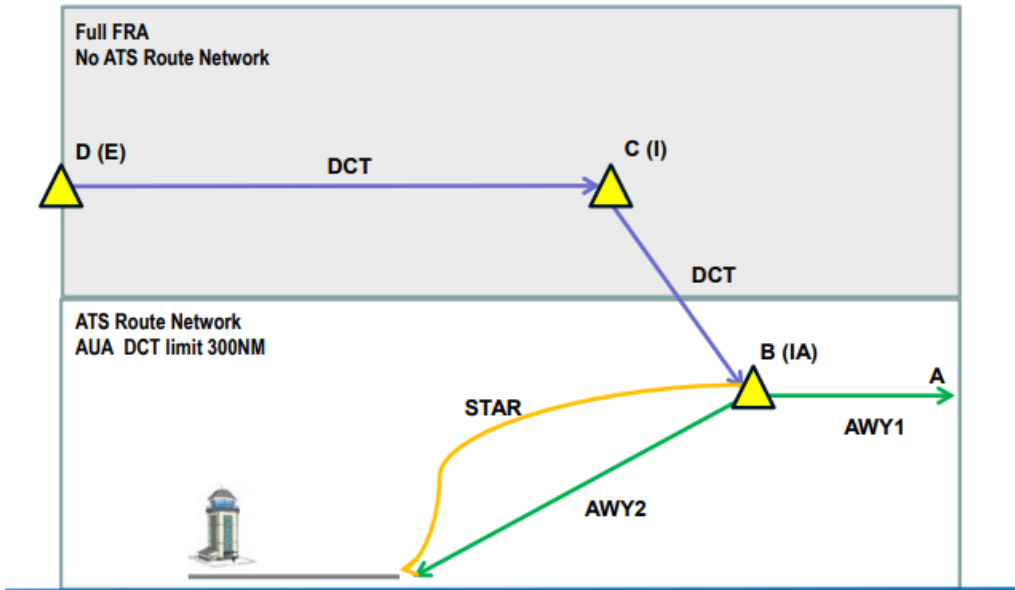 Full FRA
No ATS Route Network
D (E)
DCT
C (I)
DCT
ATS Route Network
AUA DCT limit 300NM
B (IA)
A
STAR
AWY1
AWY2